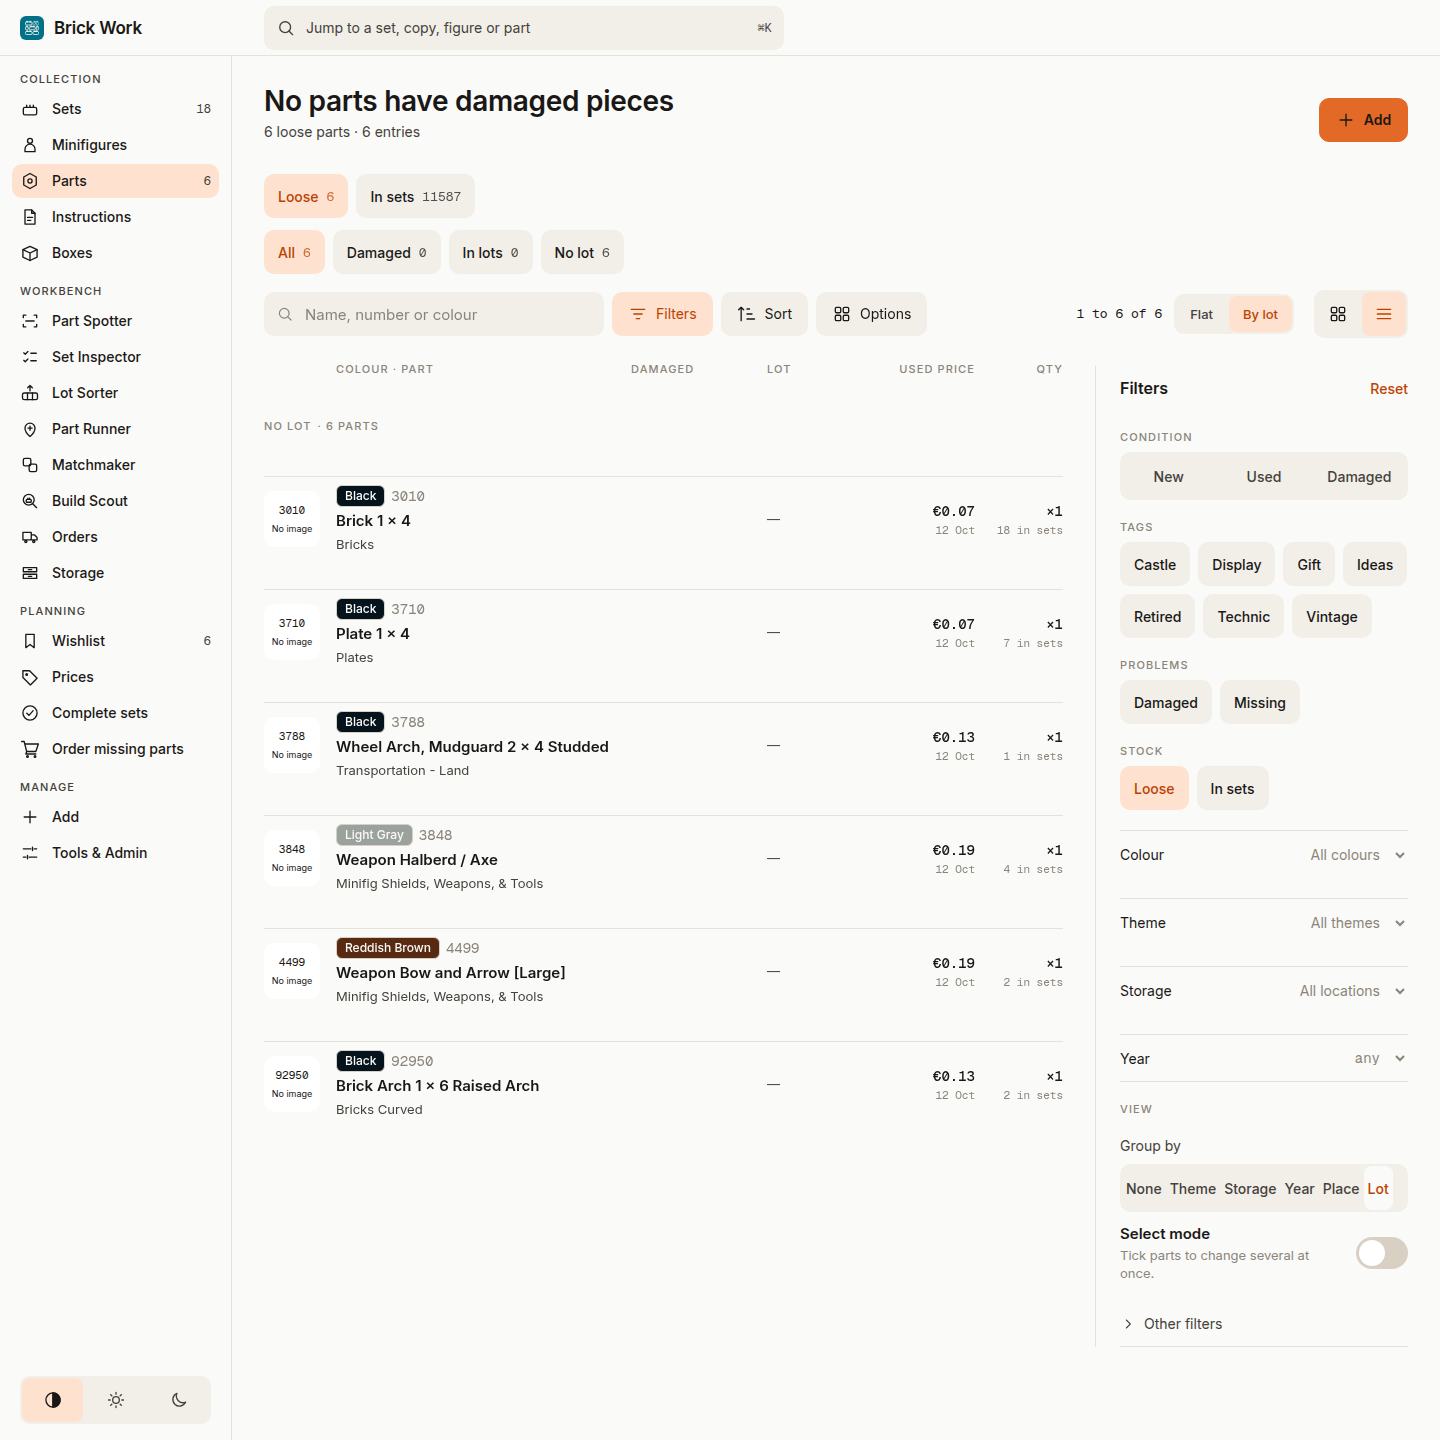 Brick Work
Jump to a set, copy, figure or part ⌘K
COLLECTION
Sets 18
Minifigures
Parts 6
Instructions
Boxes
WORKBENCH
Part Spotter
Set Inspector
Lot Sorter
Part Runner
Matchmaker
Build Scout
Orders
Storage
PLANNING
Wishlist 6
Prices
Complete sets
Order missing parts
MANAGE
Add
Tools & Admin
No parts have damaged pieces
6 loose parts · 6 entries
Add
Loose 6 In sets 11587
All 6 Damaged 0 In lots 0 No lot 6
Name, number or colour Filters Sort Options 1 to 6 of 6 Flat By lot
COLOUR · PART DAMAGED LOT USED PRICE QTY
NO LOT · 6 PARTS
3010
No image
Black 3010
Brick 1 × 4
Bricks
—
€0.07
12 Oct
×1
18 in sets
3710
No image
Black 3710
Plate 1 × 4
Plates
—
€0.07
12 Oct
×1
7 in sets
3788
No image
Black 3788
Wheel Arch, Mudguard 2 × 4 Studded
Transportation - Land
—
€0.13
12 Oct
×1
1 in sets
3848
No image
Light Gray 3848
Weapon Halberd / Axe
Minifig Shields, Weapons, & Tools
—
€0.19
12 Oct
×1
4 in sets
4499
No image
Reddish Brown 4499
Weapon Bow and Arrow [Large]
Minifig Shields, Weapons, & Tools
—
€0.19
12 Oct
×1
2 in sets
92950
No image
Black 92950
Brick Arch 1 × 6 Raised Arch
Bricks Curved
—
€0.13
12 Oct
×1
2 in sets
Filters Reset
CONDITION
New Used Damaged
TAGS
Castle Display Gift Ideas
Retired Technic Vintage
PROBLEMS
Damaged Missing
STOCK
Loose In sets
Colour All colours
Theme All themes
Storage All locations
Year any
VIEW
Group by
None Theme Storage Year Place Lot
Select mode
Tick parts to change several at
once.
Other filters